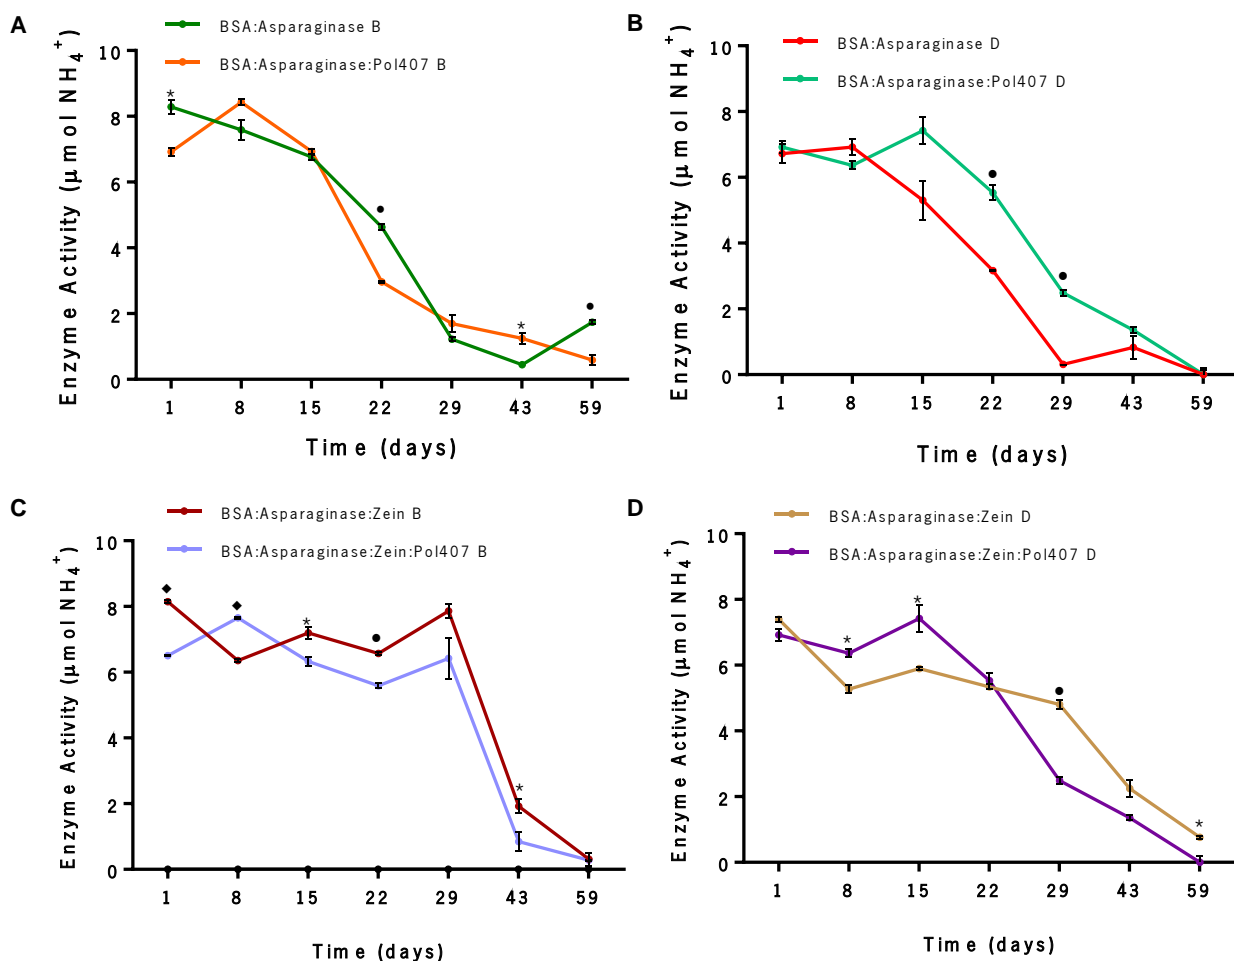 A
BSA:Asparaginase B
BSA:Asparaginase:Pol407 B
Enzyme Activity (μmol NH4+)
10
8
6
4
2
0
*
•
*
•
1 8 15 22 29 43 59
Time (days)
B
BSA:Asparaginase D
BSA:Asparaginase:Pol407 D
Enzyme Activity (μmol NH4+)
10
8
6
4
2
0
•
•
1 8 15 22 29 43 59
Time (days)
C
BSA:Asparaginase:Zein B
BSA:Asparaginase:Zein:Pol407 B
Enzyme Activity (μmol NH4+)
10
8
6
4
2
0
◆
◆
*
•
*
1 8 15 22 29 43 59
Time (days)
D
BSA:Asparaginase:Zein D
BSA:Asparaginase:Zein:Pol407 D
Enzyme Activity (μmol NH4+)
10
8
6
4
2
0
*
*
•
*
1 8 15 22 29 43 59
Time (days)